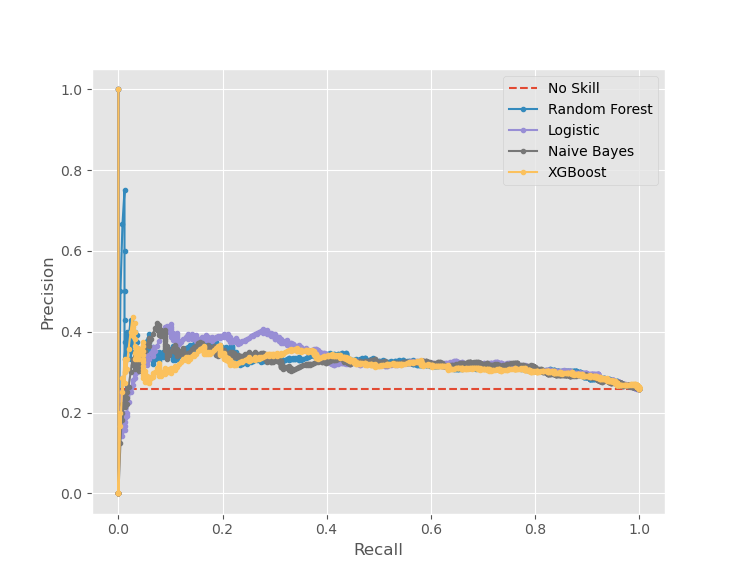 No Skill
Random Forest
Logistic
Naive Bayes
XGBoost
1.0
0.8
0.6
0.4
0.2
0.0
Precision
0.0 0.2 0.4 0.6 0.8 1.0
Recall